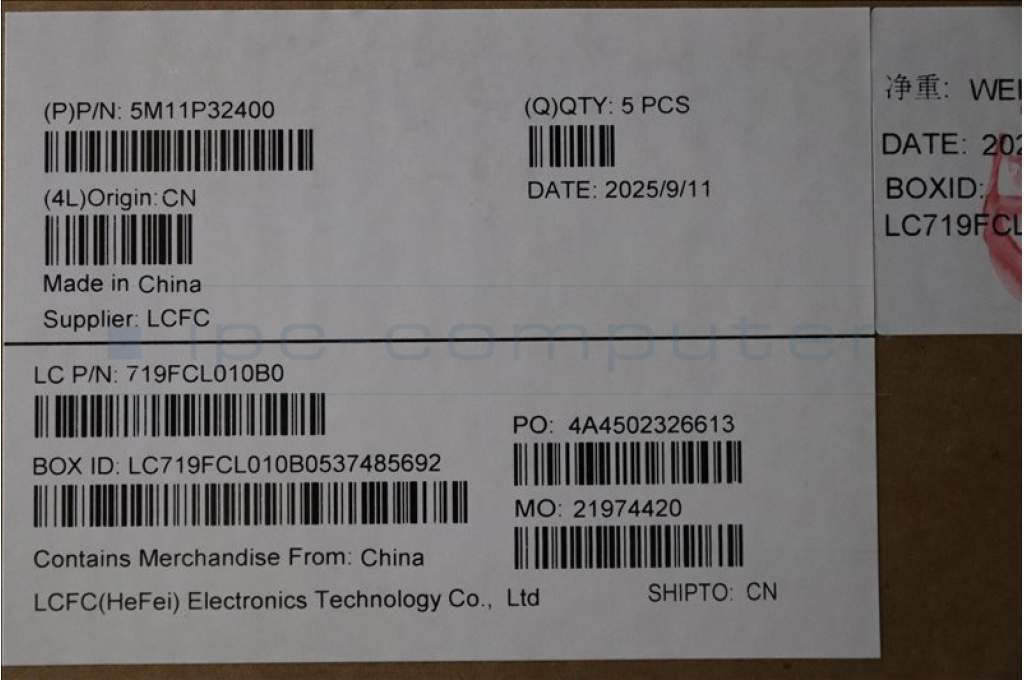 (P)P/N: 5M11P32400
(Q)QTY: 5 PCS
(4L)Origin: CN
DATE: 2025/9/11
Made in China
Supplier: LCFC
LC P/N: 719FCL010B0
PO: 4A4502326613
BOX ID: LC719FCL010B0537485692
MO: 21974420
Contains Merchandise From: China
LCFC(HeFei) Electronics Technology Co., Ltd
SHIPTO: CN
净重:
DATE:
BOXID:
ipc-computer